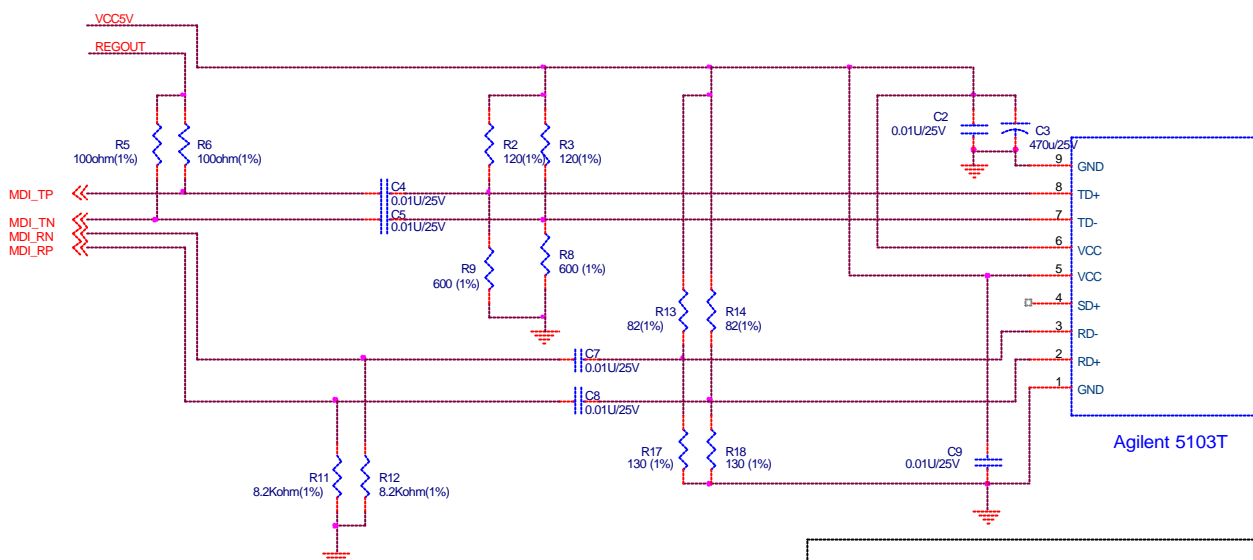 VCC5V
REGOUT
R5
100ohm(1%)
R6
100ohm(1%)
R2
120(1%)
R3
120(1%)
C2
0.01U/25V
C3
470u/25V
MDI_TP
MDI_TN
MDI_RN
MDI_RP
C4
0.01U/25V
C5
0.01U/25V
R9
600 (1%)
R8
600 (1%)
R13
82(1%)
R14
82(1%)
C7
0.01U/25V
C8
0.01U/25V
R11
8.2Kohm(1%)
R12
8.2Kohm(1%)
R17
130 (1%)
R18
130 (1%)
C9
0.01U/25V
9 GND
8 TD+
7 TD-
6 VCC
5 VCC
4 SD+
3 RD-
2 RD+
1 GND
Agilent 5103T